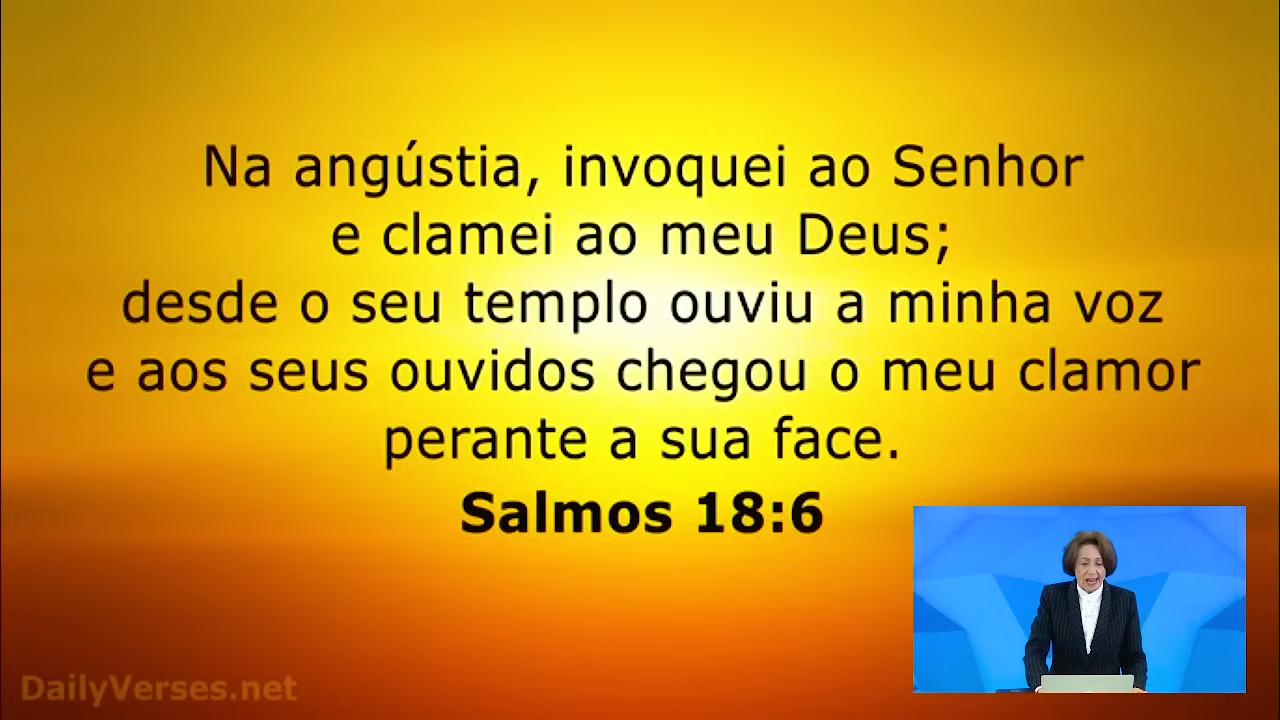 Na angústia, invoquei ao Senhor
e clamei ao meu Deus;
desde o seu templo ouviu a minha voz
e aos seus ouvidos chegou o meu clamor
perante a sua face.
Salmos 18:6
DailyVerses.net